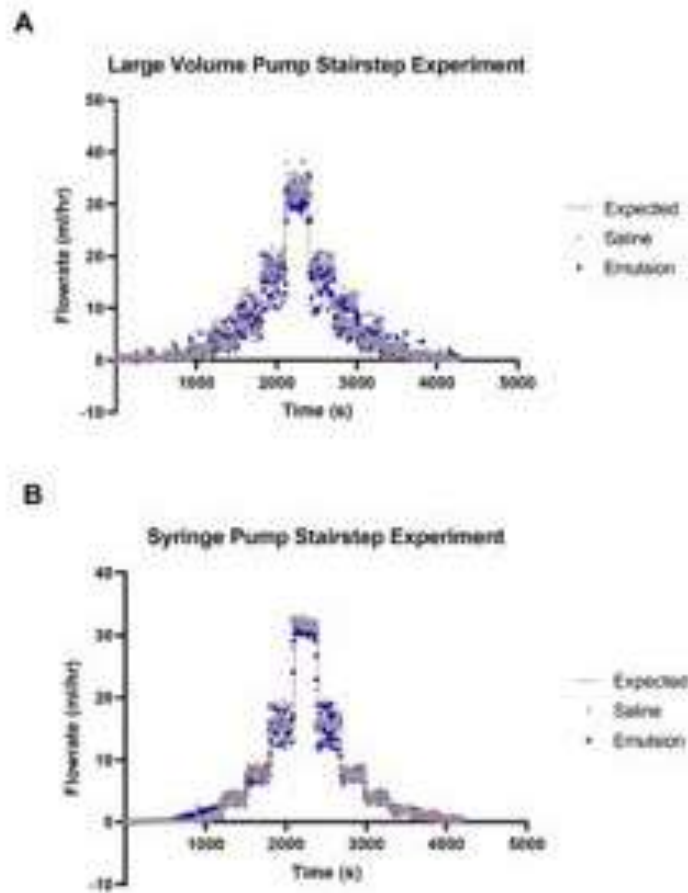 A
Large Volume Pump Stairstep Experiment
50
40
30
20
10
0
-10
Flowrate (ml/hr)
1000 2000 3000 4000 5000
Time (s)
Expected
Saline
Emulsion
B
Syringe Pump Stairstep Experiment
40
30
20
10
0
-10
Flowrate (ml/hr)
1000 2000 3000 4000 5000
Time (s)
Expected
Saline
Emulsion